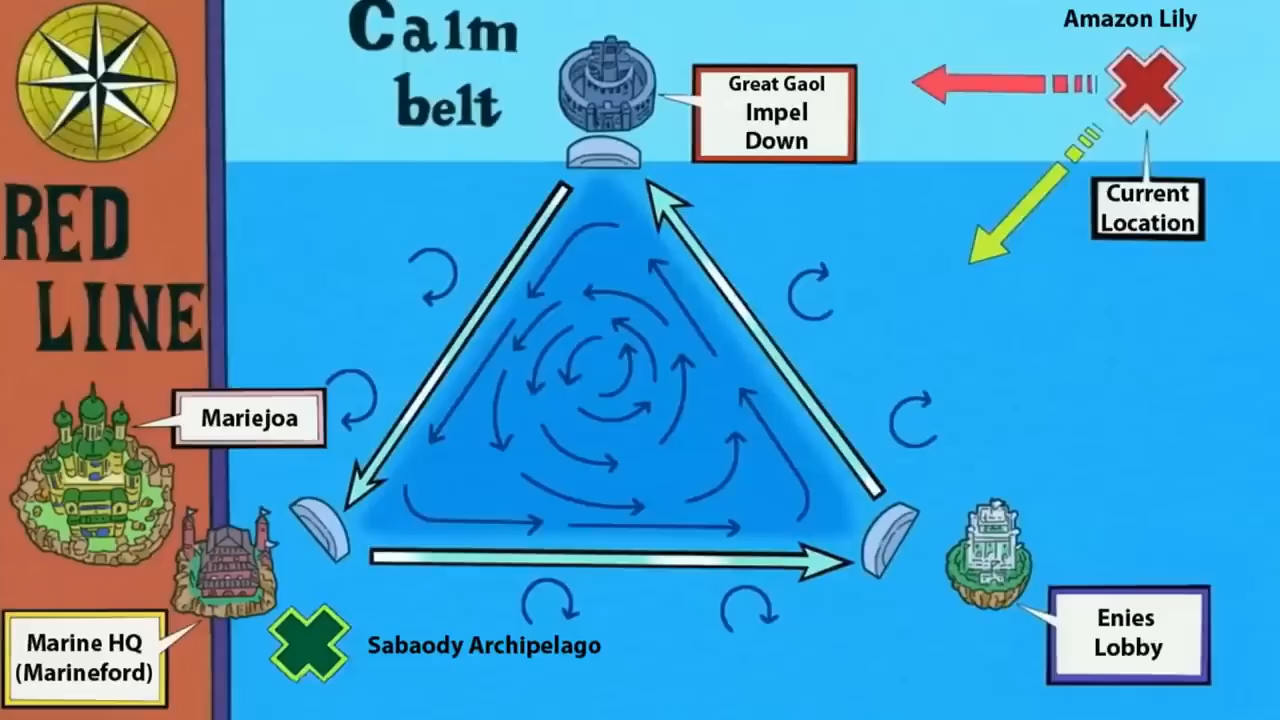 Calm
belt
Amazon Lily
Great Gaol
Impel
Down
Current
Location
RED
LINE
Mariejoa
Marine HQ
(Marineford)
Sabaody Archipelago
Enies
Lobby